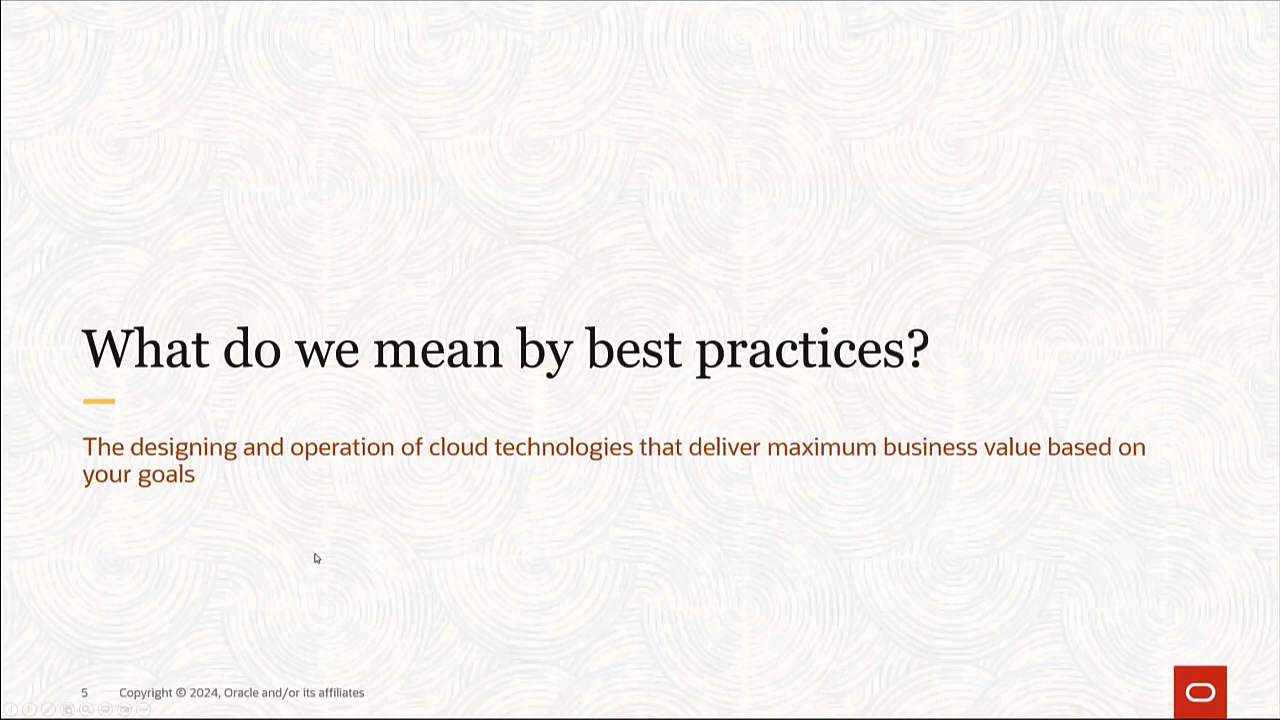 What do we mean by best practices?
The designing and operation of cloud technologies that deliver maximum business value based on
your goals
5 Copyright © 2024, Oracle and/or its affiliates